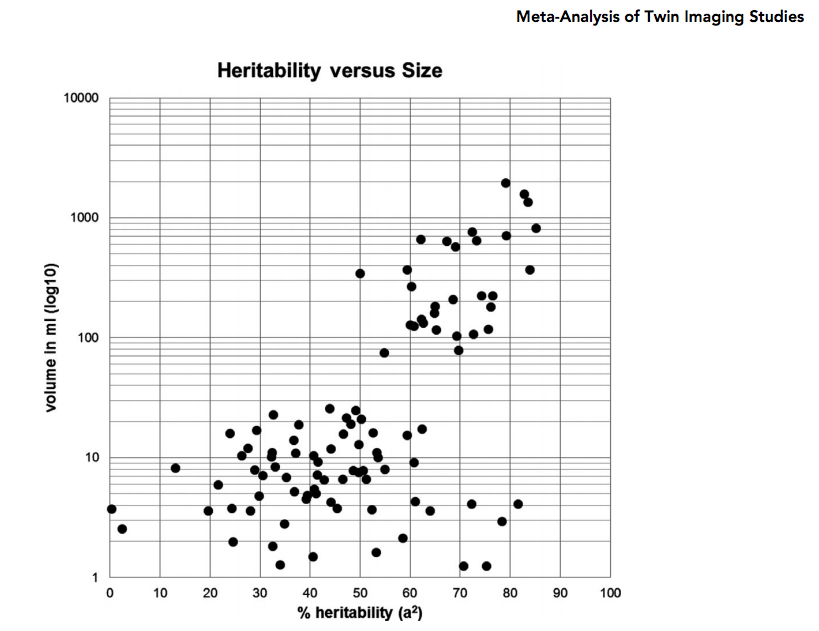 Meta-Analysis of Twin Imaging Studies
Heritability versus Size
10000
1000
100
10
1
volume in ml (log10)
0 10 20 30 40 50 60 70 80 90 100
% heritability (a²)